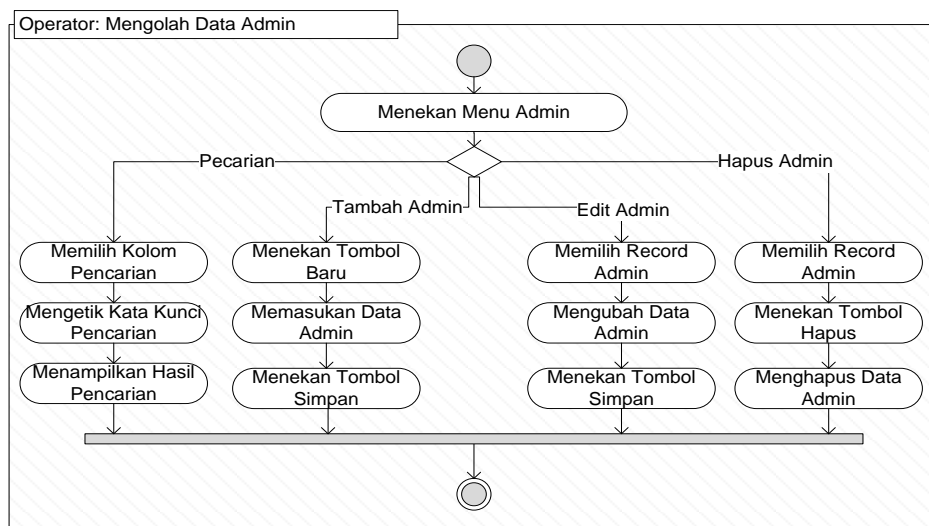 Operator: Mengolah Data Admin
Menekan Menu Admin
Pecarian
Hapus Admin
Tambah Admin
Edit Admin
Memilih Kolom
Pencarian
Menekan Tombol
Baru
Memilih Record
Admin
Memilih Record
Admin
Mengetik Kata Kunci
Pencarian
Memasukan Data
Admin
Mengubah Data
Admin
Menekan Tombol
Hapus
Menampilkan Hasil
Pencarian
Menekan Tombol
Simpan
Menekan Tombol
Simpan
Menghapus Data
Admin